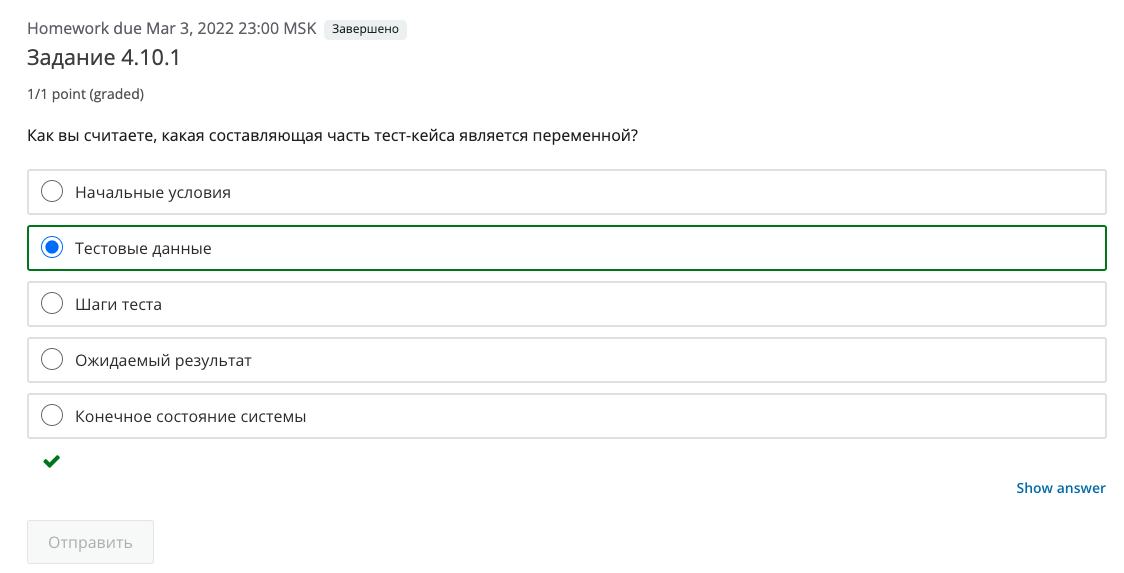 Homework due Mar 3, 2022 23:00 MSK Завершено
Задание 4.10.1
1/1 point (graded)
Как вы считаете, какая составляющая часть тест-кейса является переменной?
Начальные условия
Тестовые данные
Шаги теста
Ожидаемый результат
Конечное состояние системы
Show answer
Отправить